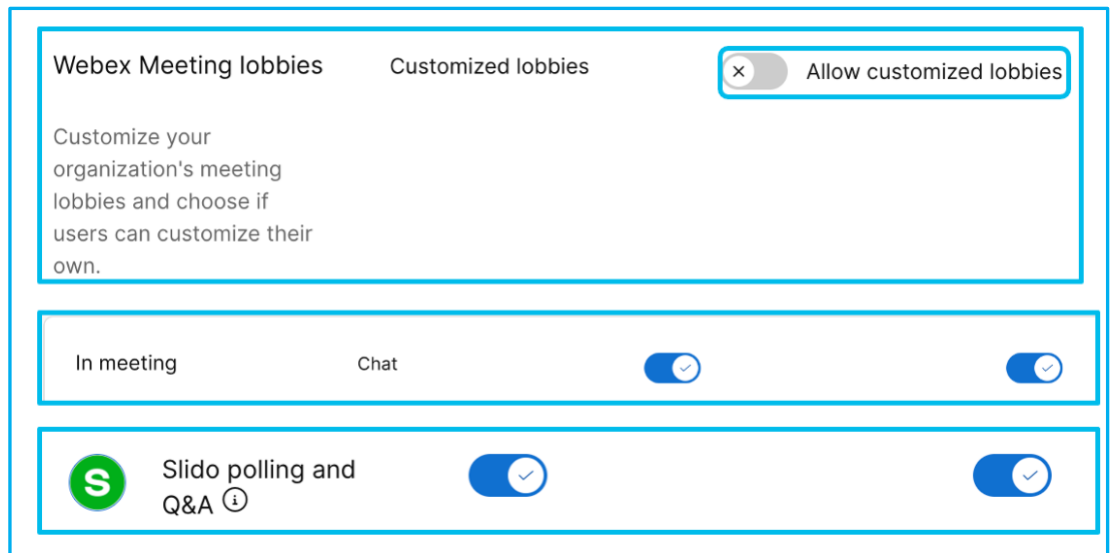 Webex Meeting lobbies
Customized lobbies
Allow customized lobbies
Customize your
organization's meeting
lobbies and choose if
users can customize their
own.
In meeting
Chat
S
Slido polling and
Q&A